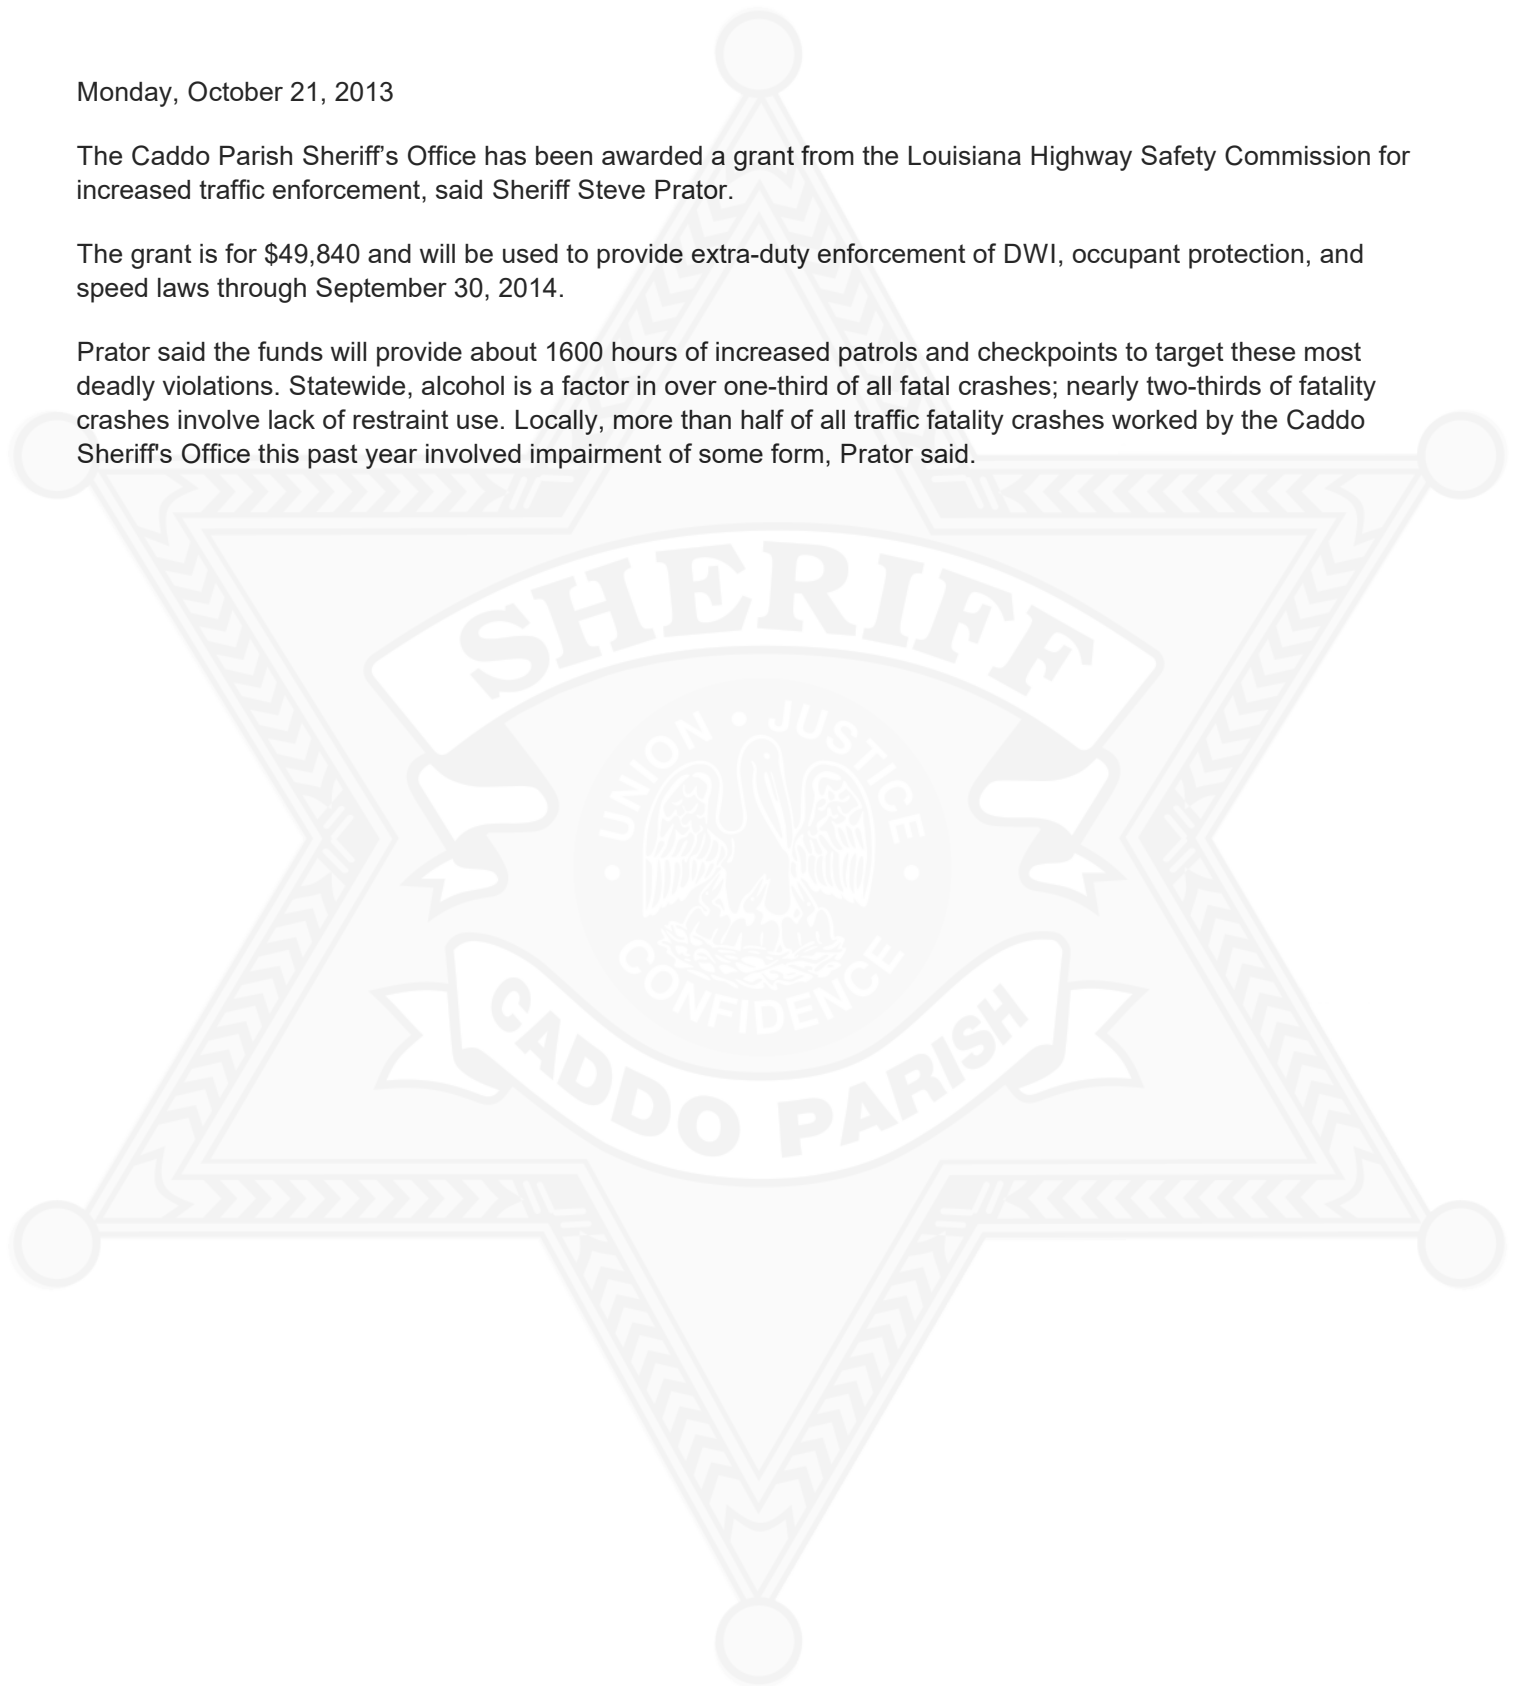 Monday, October 21, 2013
The Caddo Parish Sheriff’s Office has been awarded a grant from the Louisiana Highway Safety Commission for
increased traffic enforcement, said Sheriff Steve Prator.
The grant is for $49,840 and will be used to provide extra-duty enforcement of DWI, occupant protection, and
speed laws through September 30, 2014.
Prator said the funds will provide about 1600 hours of increased patrols and checkpoints to target these most
deadly violations. Statewide, alcohol is a factor in over one-third of all fatal crashes; nearly two-thirds of fatality
crashes involve lack of restraint use. Locally, more than half of all traffic fatality crashes worked by the Caddo
Sheriff's Office this past year involved impairment of some form, Prator said.
SHERIFF
UNION • JUSTICE
• CONFIDENCE •
CADDO PARISH